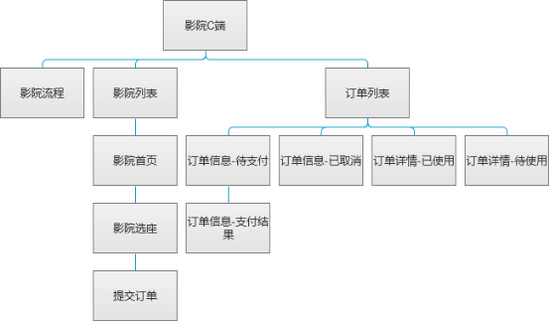 影院C端
影院流程
影院列表
订单列表
影院首页
订单信息-待支付
订单信息-已取消
订单详情-已使用
订单详情-待使用
影院选座
订单信息-支付结
果
提交订单